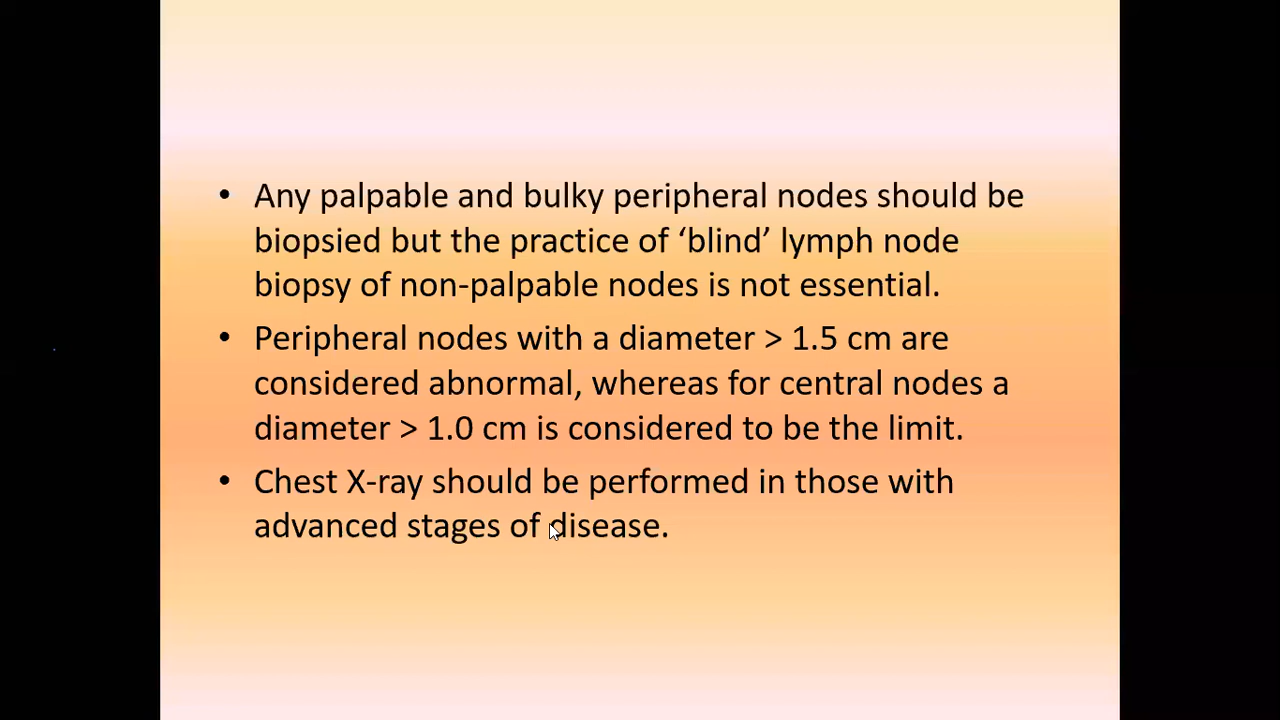 • Any palpable and bulky peripheral nodes should be
biopsied but the practice of ‘blind’ lymph node
biopsy of non-palpable nodes is not essential.
• Peripheral nodes with a diameter > 1.5 cm are
considered abnormal, whereas for central nodes a
diameter > 1.0 cm is considered to be the limit.
• Chest X-ray should be performed in those with
advanced stages of disease.